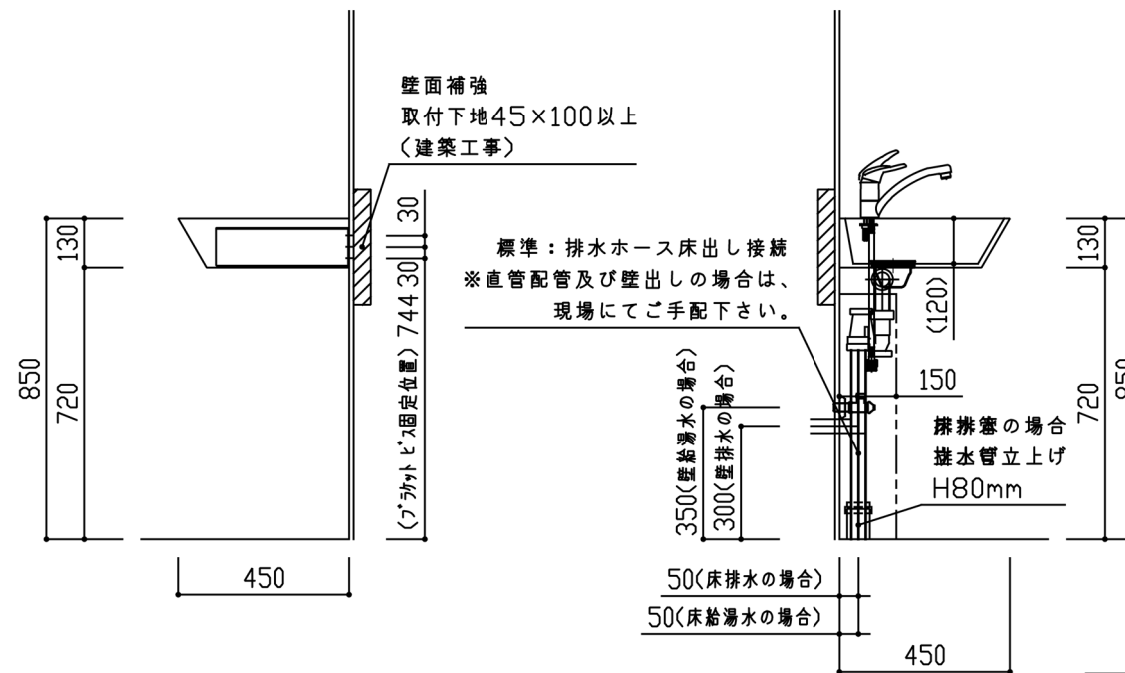 壁面補強
取付下地45×100以上
(建築工事)
30
130
30
744
(ブラケットビス固定位置)
850
720
450
標準：排水ホース床出し接続
※直管配管及び壁出しの場合は、
現場にてご手配下さい。
130
(120)
150
720
850
350(壁給湯水の場合)
300(壁排水の場合)
の場合
排水管立上げ
H80mm
50(床排水の場合)
50(床給湯水の場合)
450